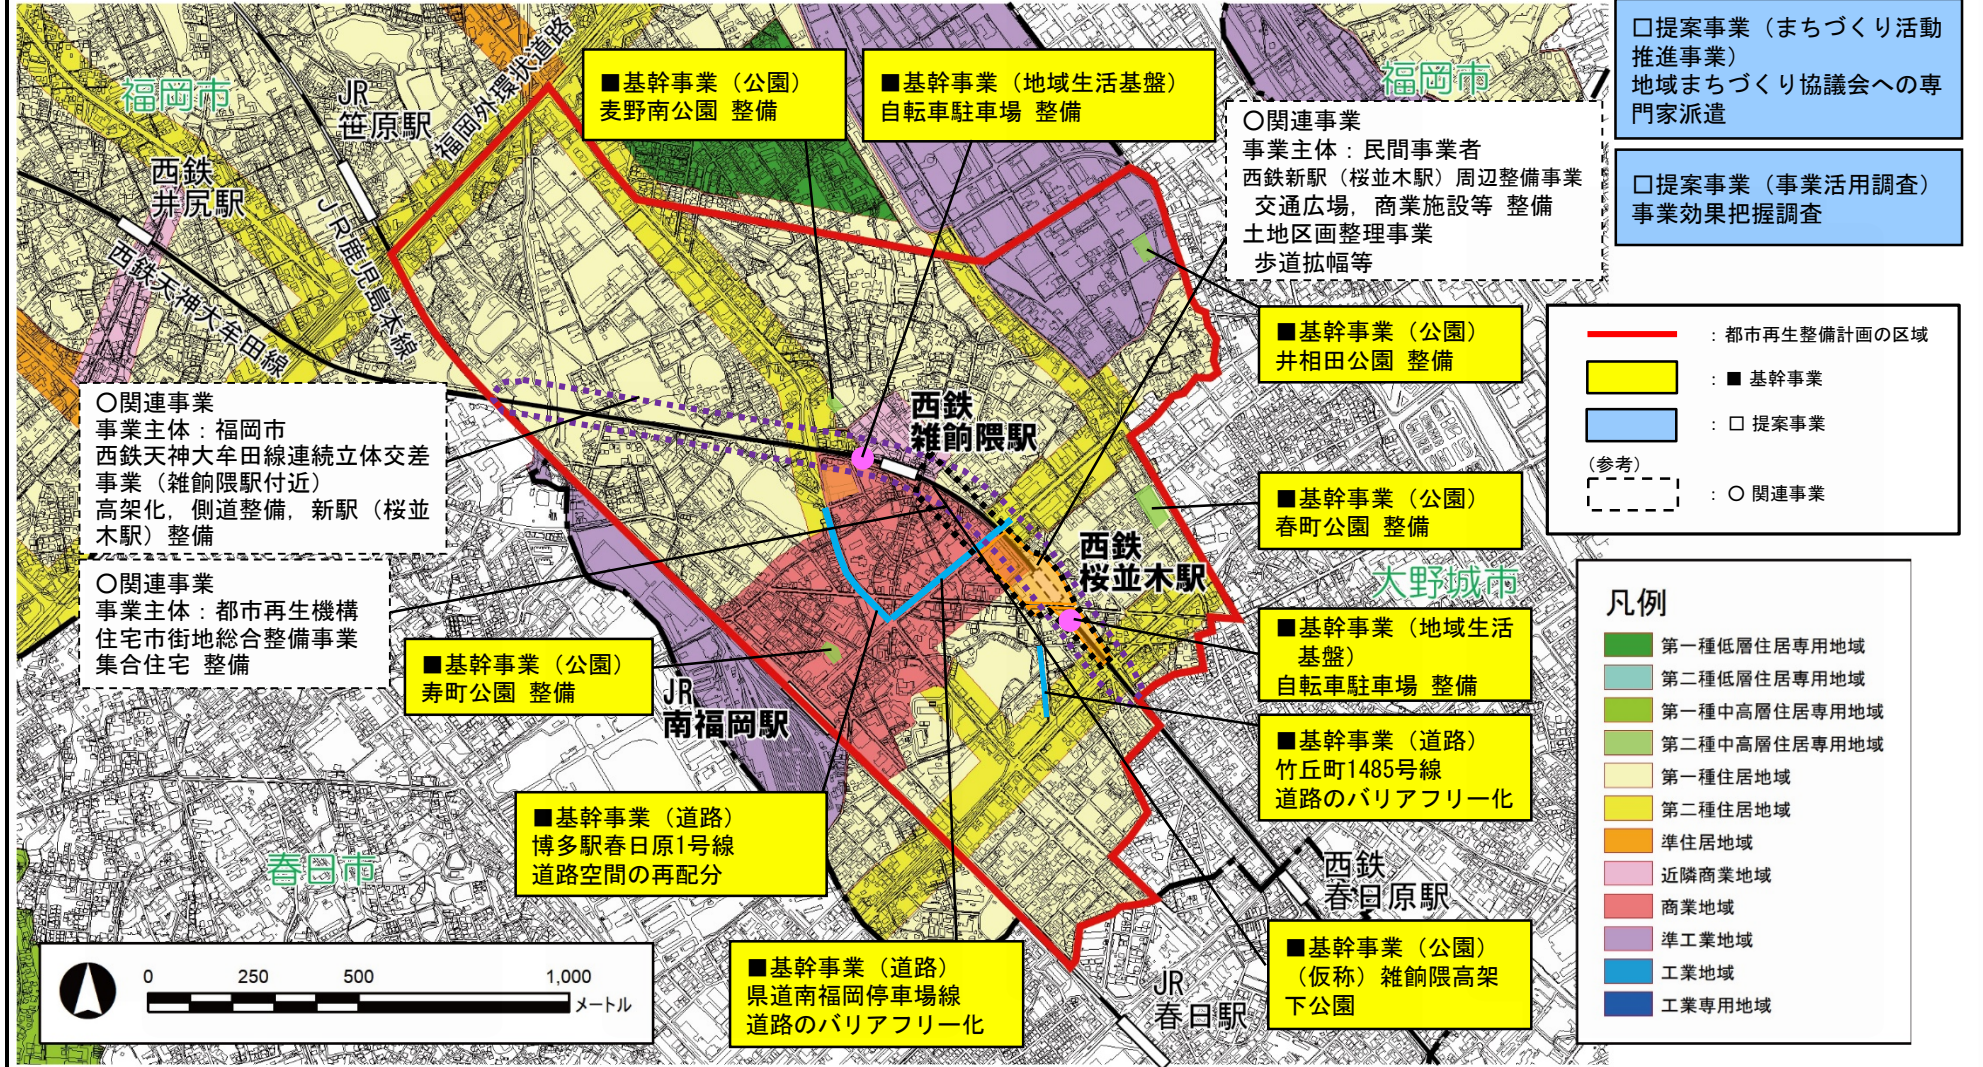 ■基幹事業（公園）
麦野南公園 整備
■基幹事業（地域生活基盤）
自転車駐車場 整備
□提案事業（まちづくり活動
推進事業）
地域まちづくり協議会への専
門家派遣
□提案事業（事業活用調査）
事業効果把握調査
福岡市
福岡市
JR
笹原駅
福岡外環状道路
西鉄
井尻駅
JR鹿児島本線
西鉄天神大牟田線
○関連事業
事業主体：民間事業者
西鉄新駅（桜並木駅）周辺整備事業
交通広場，商業施設等 整備
土地区画整理事業
歩道拡幅等
■基幹事業（公園）
井相田公園 整備
：都市再生整備計画の区域
：■ 基幹事業
：□ 提案事業
(参考)
：○ 関連事業
○関連事業
事業主体：福岡市
西鉄天神大牟田線連続立体交差
事業（雑餉隈駅付近）
高架化，側道整備，新駅（桜並
木駅）整備
西鉄
雑餉隈駅
■基幹事業（公園）
春町公園 整備
西鉄
桜並木駅
大野城市
○関連事業
事業主体：都市再生機構
住宅市街地総合整備事業
集合住宅 整備
■基幹事業（公園）
寿町公園 整備
JR
南福岡駅
■基幹事業（地域生活
基盤）
自転車駐車場 整備
■基幹事業（道路）
竹丘町1485号線
道路のバリアフリー化
■基幹事業（道路）
博多駅春日原1号線
道路空間の再配分
春日市
西鉄
春日原駅
■基幹事業（道路）
県道南福岡停車場線
道路のバリアフリー化
■基幹事業（公園）
（仮称）雑餉隈高架
下公園
JR
春日駅
0 250 500 1,000
メートル
凡例
第一種低層住居専用地域
第二種低層住居専用地域
第一種中高層住居専用地域
第二種中高層住居専用地域
第一種住居地域
第二種住居地域
準住居地域
近隣商業地域
商業地域
準工業地域
工業地域
工業専用地域